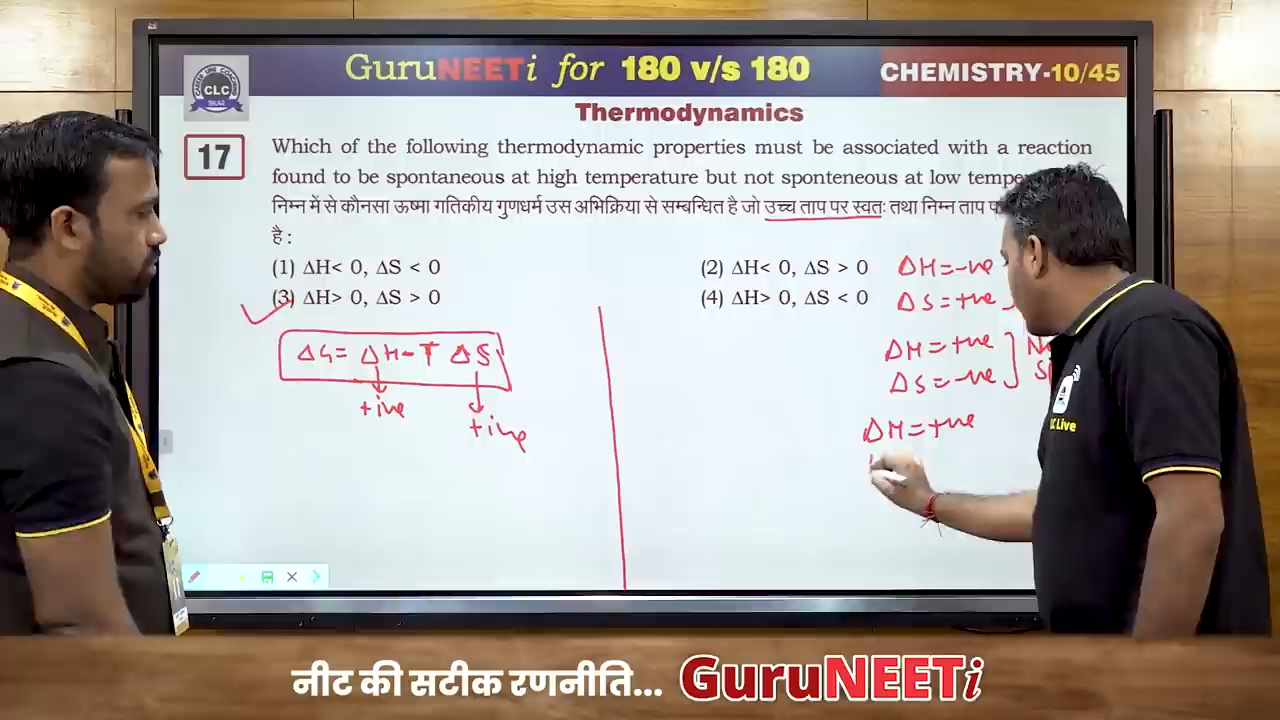 GuruNEETi for 180 v/s 180
CHEMISTRY-10/45
CLC
SIKAR
Thermodynamics
17
Which of the following thermodynamic properties must be associated with a reaction
found to be spontaneous at high temperature but not sponteneous at low
निम्न में से कौनसा ऊष्मा गतिकीय गुणधर्म उस अभिक्रिया से सम्बन्धित है जो उच्च ताप पर स्वतः तथा निम्न ताप
है :
(1) ΔH< 0, ΔS < 0
(2) ΔH< 0, ΔS > 0
(3) ΔH> 0, ΔS > 0
(4) ΔH> 0, ΔS < 0
ΔH=-ve
ΔS=+ve
ΔH=+ve
ΔS=-ve
ΔH=+ve
ΔG= ΔH-T ΔS
+ive
+ive
Live
नीट की सटीक रणनीति... GuruNEETi